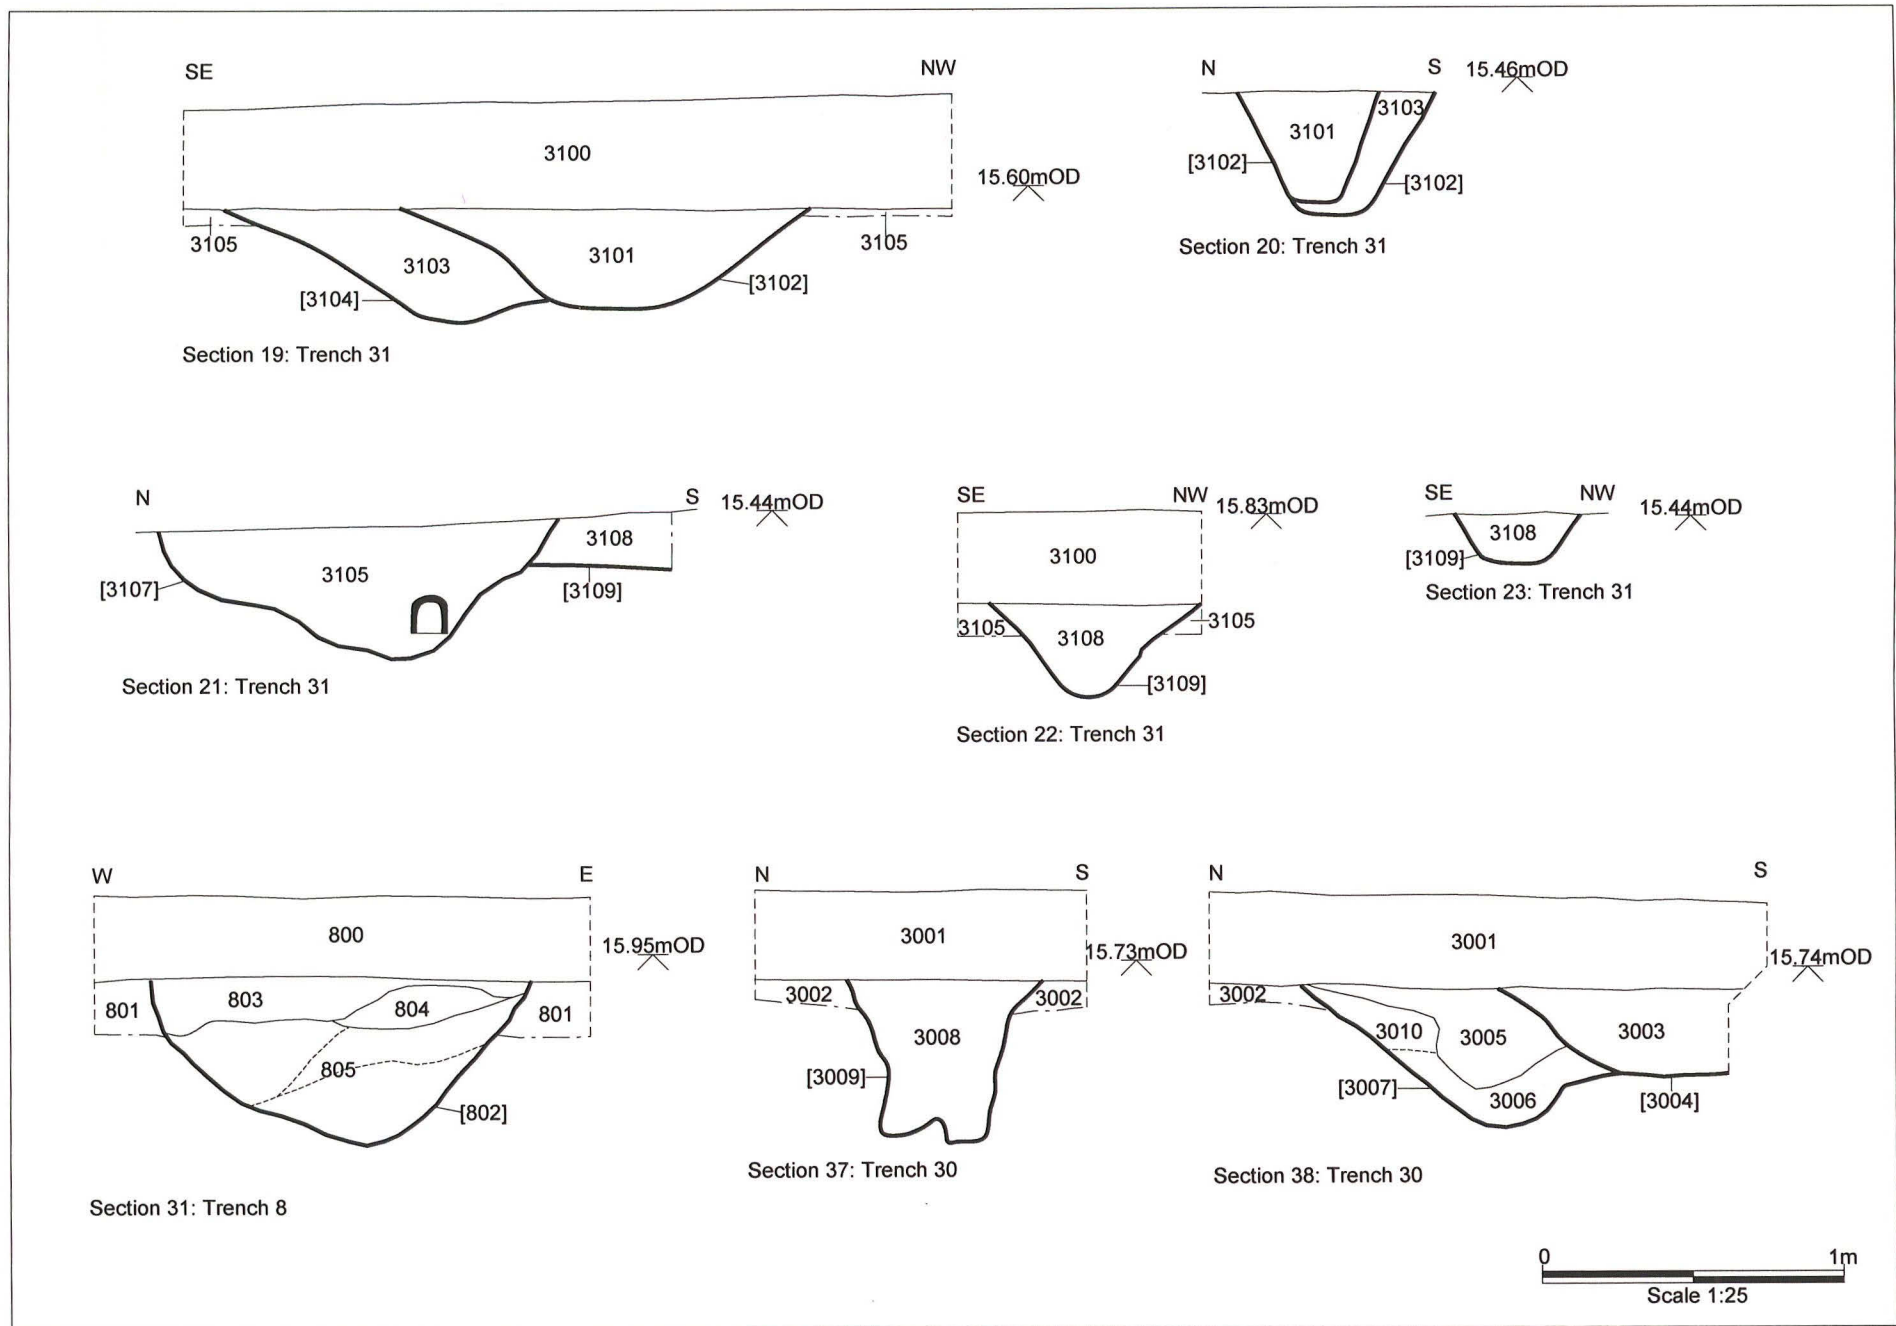 SE NW
3100
15.60mOD
3105 3105
3103 3101
[3104] [3102]
Section 19: Trench 31
N S 15.46mOD
3103
3101
[3102] [3102]
Section 20: Trench 31
N S 15.44mOD
3108
3105
[3107] [3109]
Section 21: Trench 31
SE NW 15.83mOD
3100
3105 3105
3108
[3109]
Section 22: Trench 31
SE NW 15.44mOD
3108
[3109]
Section 23: Trench 31
W E
800
15.95mOD
803 804
801 801
805
[802]
Section 31: Trench 8
N S
3001
15.73mOD
3002 3002
3008
[3009]
Section 37: Trench 30
N S
3001
15.74mOD
3002
3010 3005 3003
[3007] 3006 [3004]
Section 38: Trench 30
0 1m
Scale 1:25